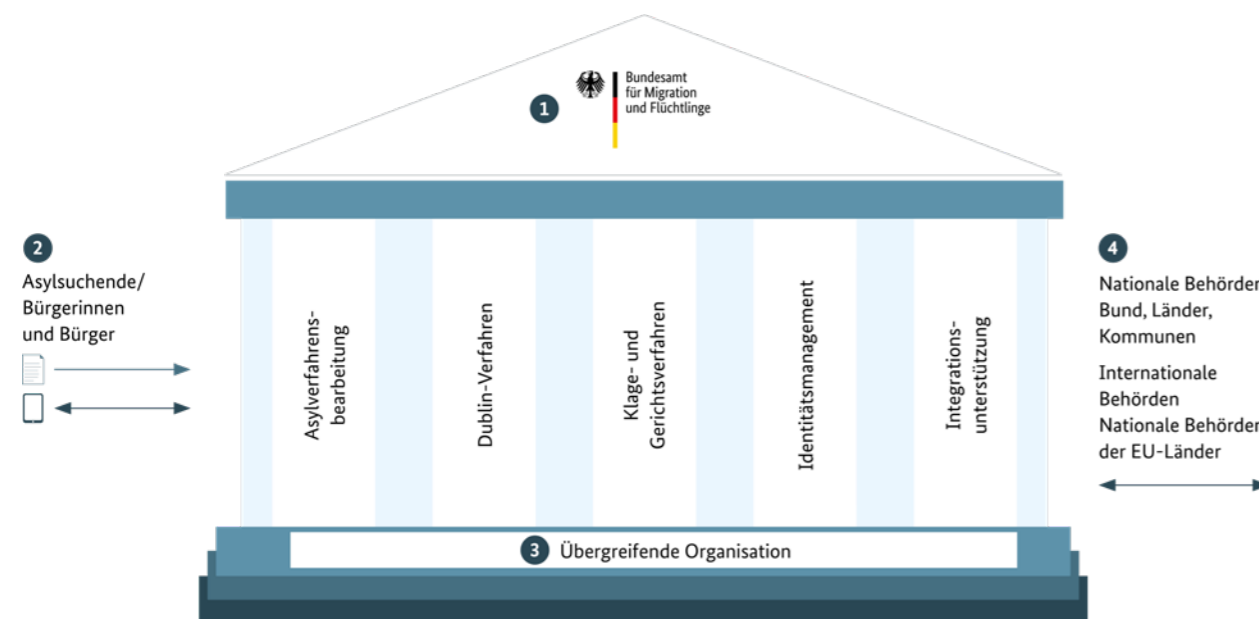 1
Bundesamt
für Migration
und Flüchtlinge
2
Asylsuchende/
Bürgerinnen
und Bürger
Asylverfahrens-
bearbeitung
Dublin-Verfahren
Klage- und
Gerichtsverfahren
Identitätsmanagement
Integrations-
unterstützung
3 Übergreifende Organisation
4
Nationale Behörden
Bund, Länder,
Kommunen
Internationale
Behörden
Nationale Behörden
der EU-Länder